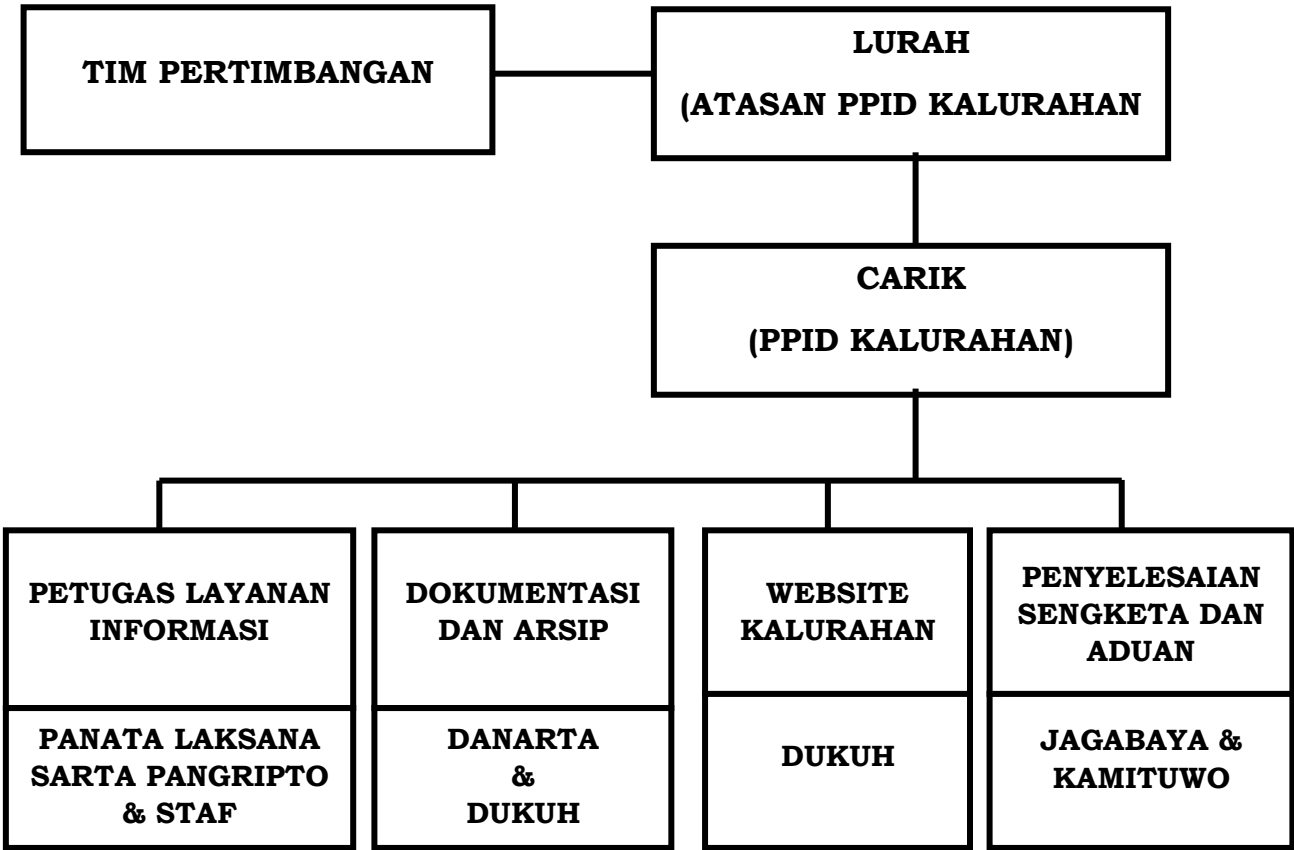 TIM PERTIMBANGAN
LURAH
(ATASAN PPID KALURAHAN
CARIK
(PPID KALURAHAN)
PETUGAS LAYANAN
INFORMASI
PANATA LAKSANA
SARTA PANGRIPTO
& STAF
DOKUMENTASI
DAN ARSIP
DANARTA
&
DUKUH
WEBSITE
KALURAHAN
DUKUH
PENYELESAIAN
SENGKETA DAN
ADUAN
JAGABAYA &
KAMITUWO